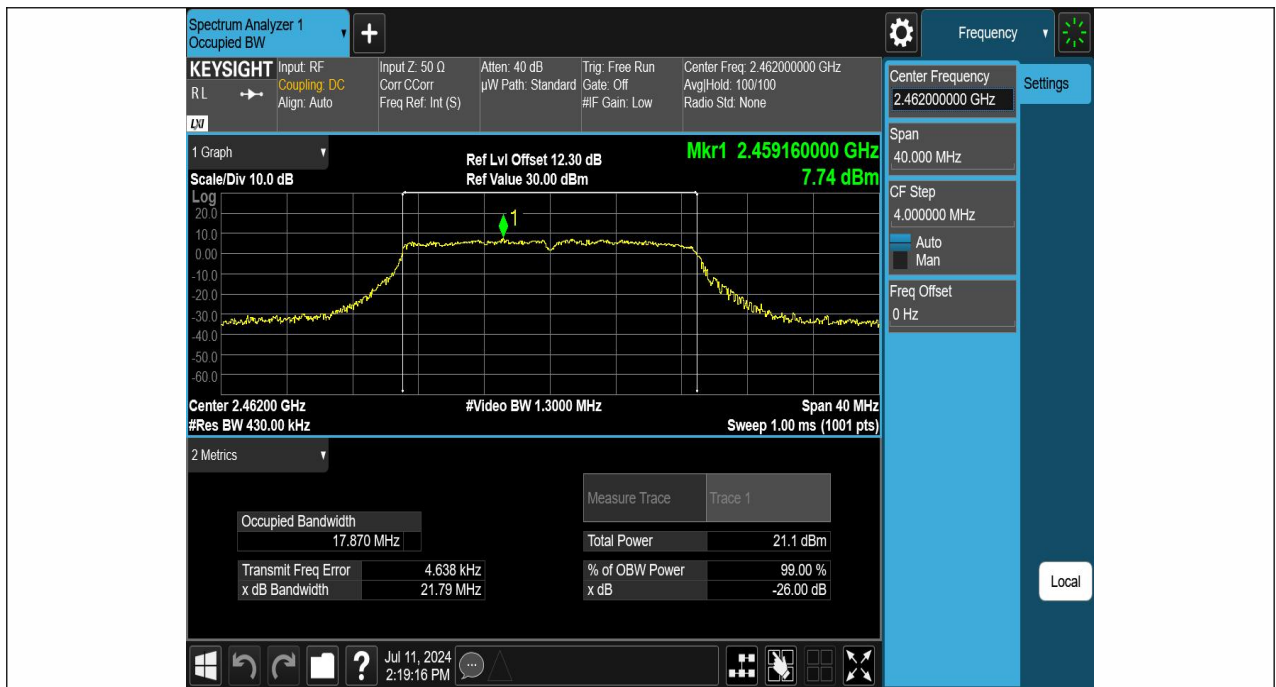 Spectrum Analyzer 1
Occupied BW
+
Frequency
KEYSIGHT
R L
LXI
Input: RF
Coupling: DC
Align: Auto
Input Z: 50 Ω
Corr CCorr
Freq Ref: Int (S)
Atten: 40 dB
µW Path: Standard
Trig: Free Run
Gate: Off
#IF Gain: Low
Center Freq: 2.462000000 GHz
Avg|Hold: 100/100
Radio Std: None
Center Frequency
2.462000000 GHz
Settings
Span
40.000 MHz
CF Step
4.000000 MHz
Auto
Man
Freq Offset
0 Hz
Local
1 Graph
Scale/Div 10.0 dB
Ref Lvl Offset 12.30 dB
Ref Value 30.00 dBm
Mkr1 2.459160000 GHz
7.74 dBm
Log
20.0
10.0
0.00
-10.0
-20.0
-30.0
-40.0
-50.0
-60.0
1
Center 2.46200 GHz
#Res BW 430.00 kHz
#Video BW 1.3000 MHz
Span 40 MHz
Sweep 1.00 ms (1001 pts)
2 Metrics
Measure Trace Trace 1
Occupied Bandwidth
17.870 MHz
Total Power 21.1 dBm
Transmit Freq Error 4.638 kHz
% of OBW Power 99.00 %
x dB Bandwidth 21.79 MHz
x dB -26.00 dB
?
Jul 11, 2024
2:19:16 PM